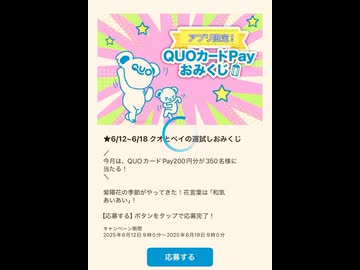 アプリ限定！
QUOカードPay
おみくじ
QUO
★6/12~6/18 クオとペイの運試しおみくじ
／
今月は、QUOカードPay200円分が350名様に
当たる！
＼
紫陽花の季節がやってきた！花言葉は「和気
あいあい」！
【応募する】ボタンをタップで応募完了！
キャンペーン期間
2025年6月12日 9時0分～2025年6月19日 9時0分
応募する